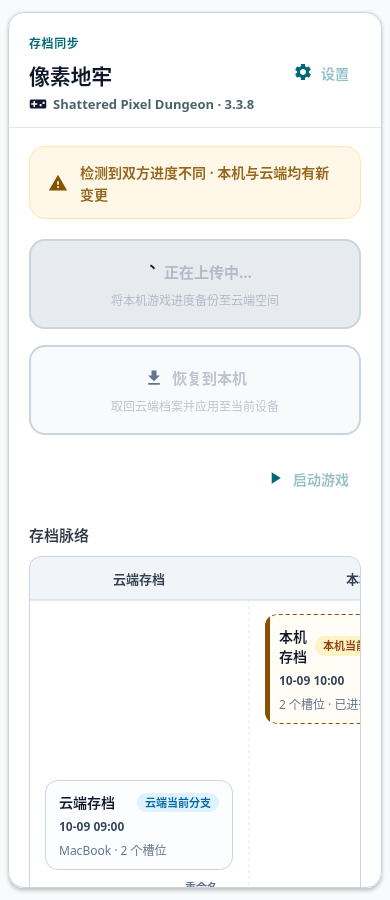 存档同步
像素地牢
设置
Shattered Pixel Dungeon · 3.3.8
检测到双方进度不同 · 本机与云端均有新
变更
正在上传中...
将本机游戏进度备份至云端空间
恢复到本机
取回云端档案并应用至当前设备
启动游戏
存档脉络
云端存档
本
本机
存档
本机当前
10-09 10:00
2 个槽位 · 已进
云端存档
云端当前分支
10-09 09:00
MacBook · 2 个槽位